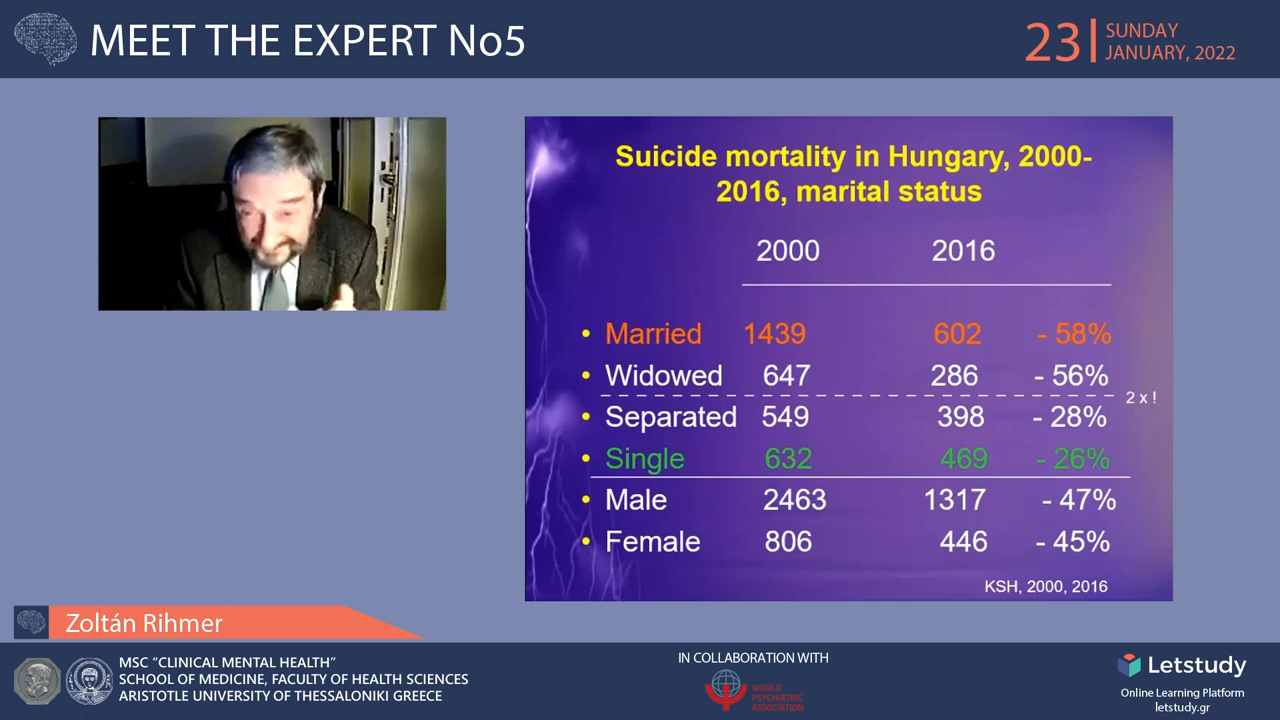 MEET THE EXPERT No5
23
SUNDAY
JANUARY, 2022
Suicide mortality in Hungary, 2000-
2016, marital status
2000 2016
• Married 1439 602 - 58%
• Widowed 647 286 - 56%
2 x !
• Separated 549 398 - 28%
• Single 632 469 - 26%
• Male 2463 1317 - 47%
• Female 806 446 - 45%
KSH, 2000, 2016
Zoltán Rihmer
MSC “CLINICAL MENTAL HEALTH”
SCHOOL OF MEDICINE, FACULTY OF HEALTH SCIENCES
ARISTOTLE UNIVERSITY OF THESSALONIKI GREECE
IN COLLABORATION WITH
WORLD
PSYCHIATRIC
ASSOCIATION
Letstudy
Online Learning Platform
letstudy.gr